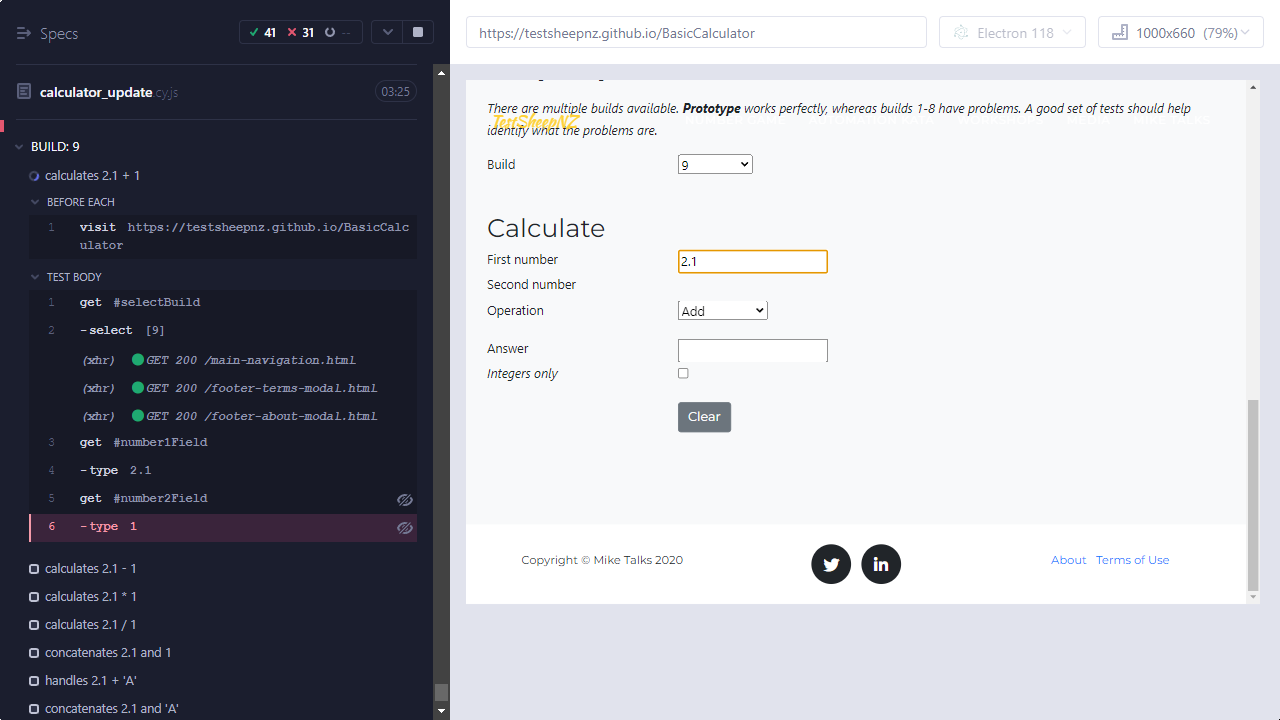 Specs
41
31
--
calculator_update.cy.js
03:25
BUILD: 9
calculates 2.1 + 1
BEFORE EACH
1 visit https://testsheepnz.github.io/BasicCalc
ulator
TEST BODY
1 get #selectBuild
2 -select [9]
(xhr) GET 200 /main-navigation.html
(xhr) GET 200 /footer-terms-modal.html
(xhr) GET 200 /footer-about-modal.html
3 get #number1Field
4 -type 2.1
5 get #number2Field
6 -type 1
calculates 2.1 - 1
calculates 2.1 * 1
calculates 2.1 / 1
concatenates 2.1 and 1
handles 2.1 + 'A'
concatenates 2.1 and 'A'
https://testsheepnz.github.io/BasicCalculator
Electron 118
1000x660 (79%)
There are multiple builds available. Prototype works perfectly, whereas builds 1-8 have problems. A good set of tests should help
TestSheepNZ
identify what the problems are.
Build
9
Calculate
First number
2.1
Second number
Operation
Add
Answer
Integers only
Clear
Copyright © Mike Talks 2020
About Terms of Use